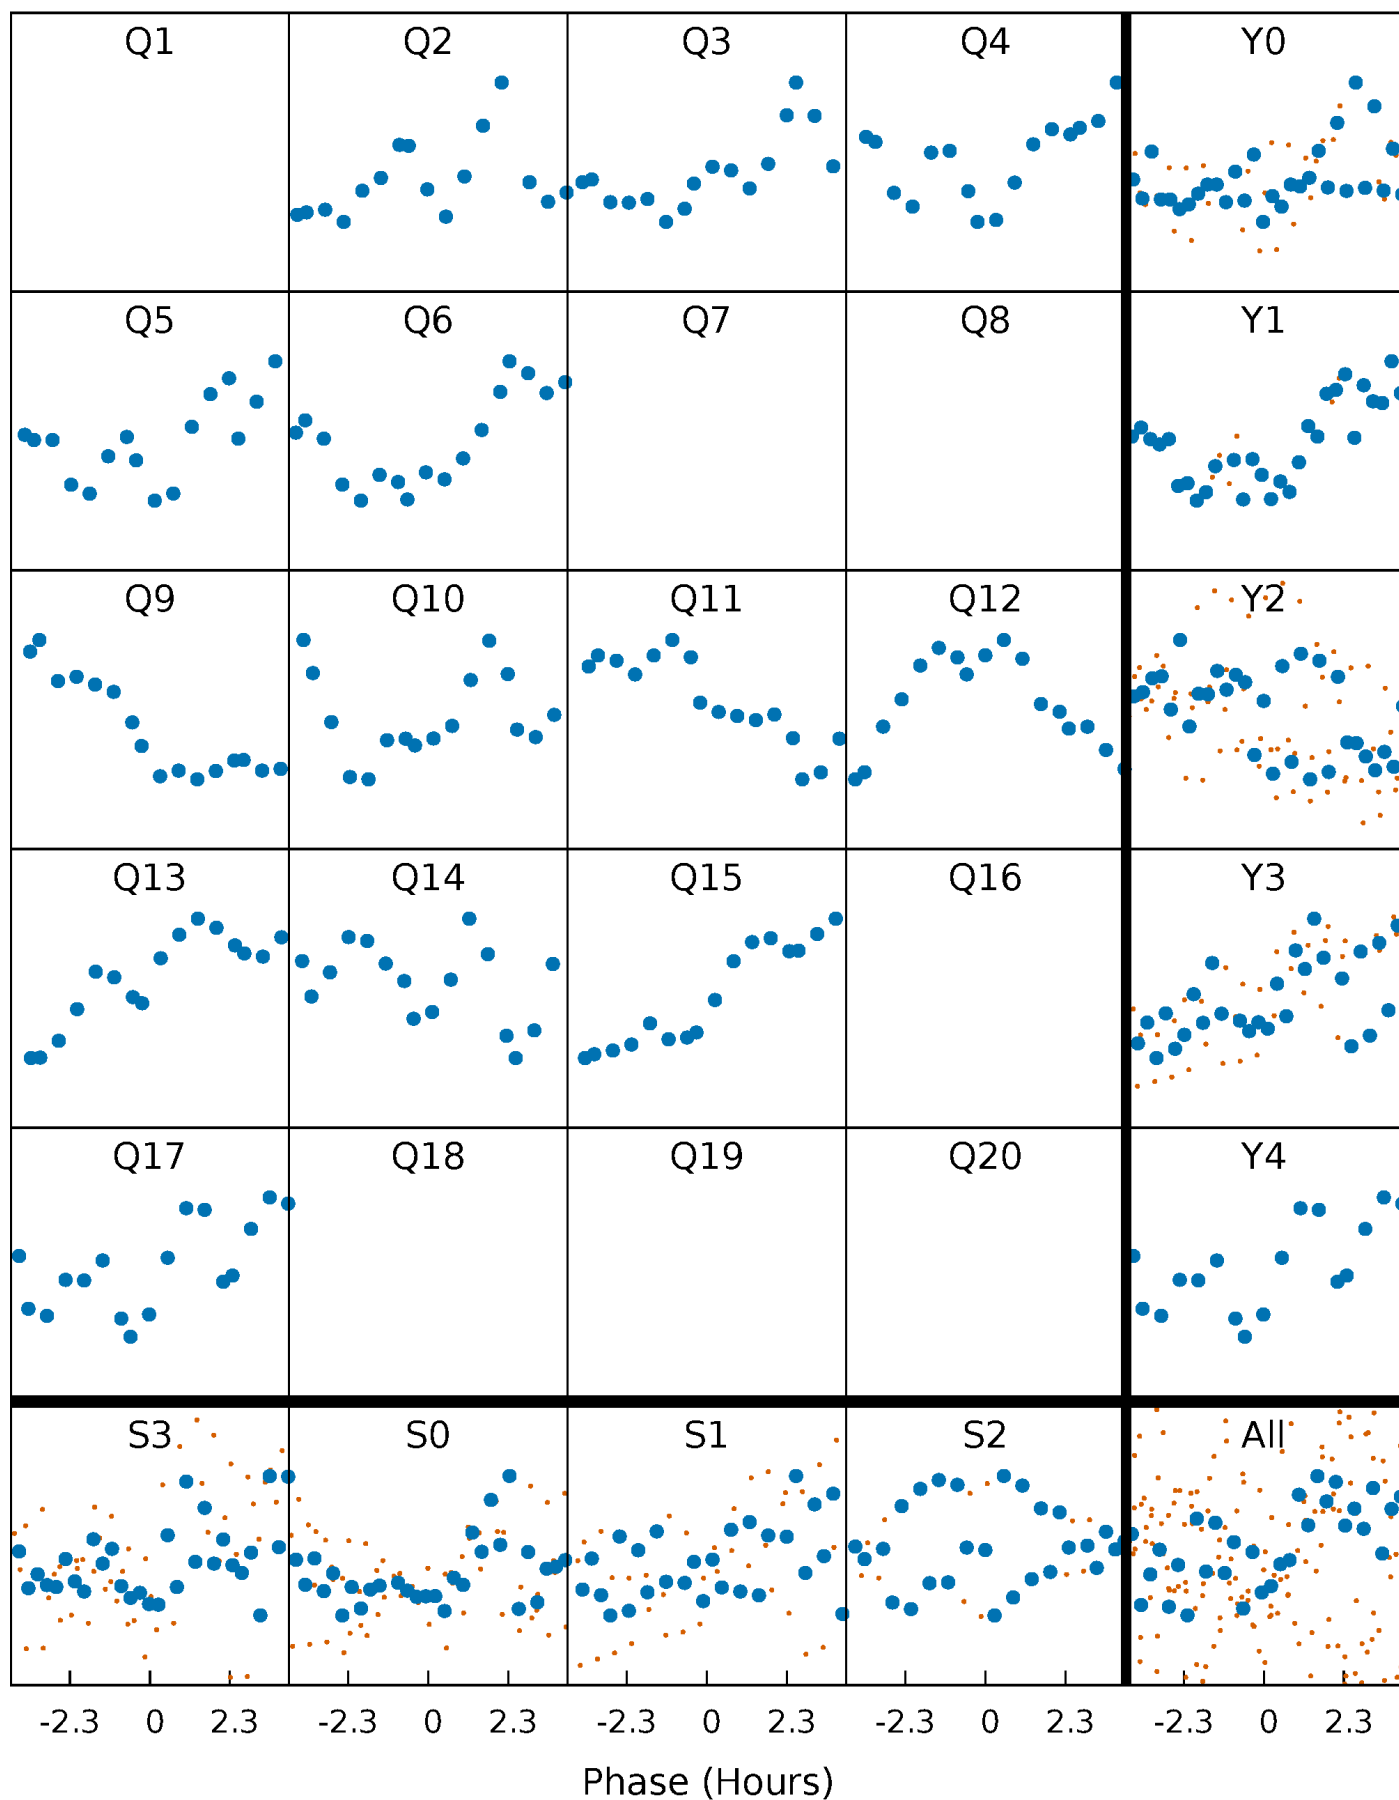 Q1 Q2 Q3 Q4 Y0
Q5 Q6 Q7 Q8 Y1
Q9 Q10 Q11 Q12 Y2
Q13 Q14 Q15 Q16 Y3
Q17 Q18 Q19 Q20 Y4
S3 S0 S1 S2 All
-2.3 0 2.3 -2.3 0 2.3 -2.3 0 2.3 -2.3 0 2.3 -2.3 0 2.3
Phase (Hours)